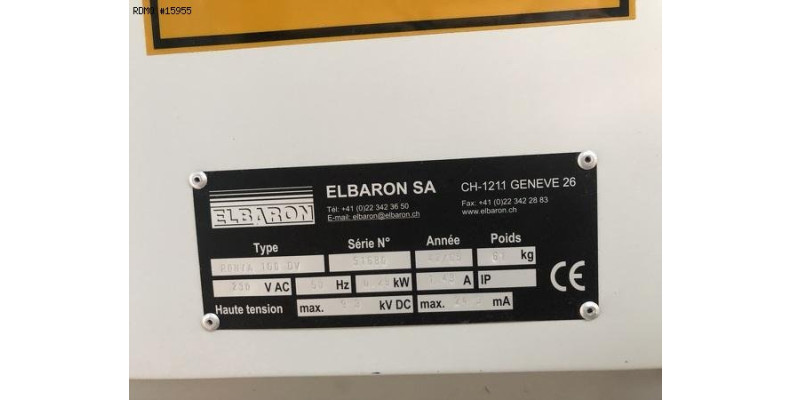 RDMO #15955
ELBARON
ELBARON SA
CH-1211 GENEVE 26
Tél: +41 (0)22 342 36 50
E-mail: elbaron@elbaron.ch
Fax: +41 (0)22 342 28 83
www.elbaron.ch
Type Série N° Année Poids
kg
230 V AC 50 Hz kW A IP CE
Haute tension max. kV DC max. mA